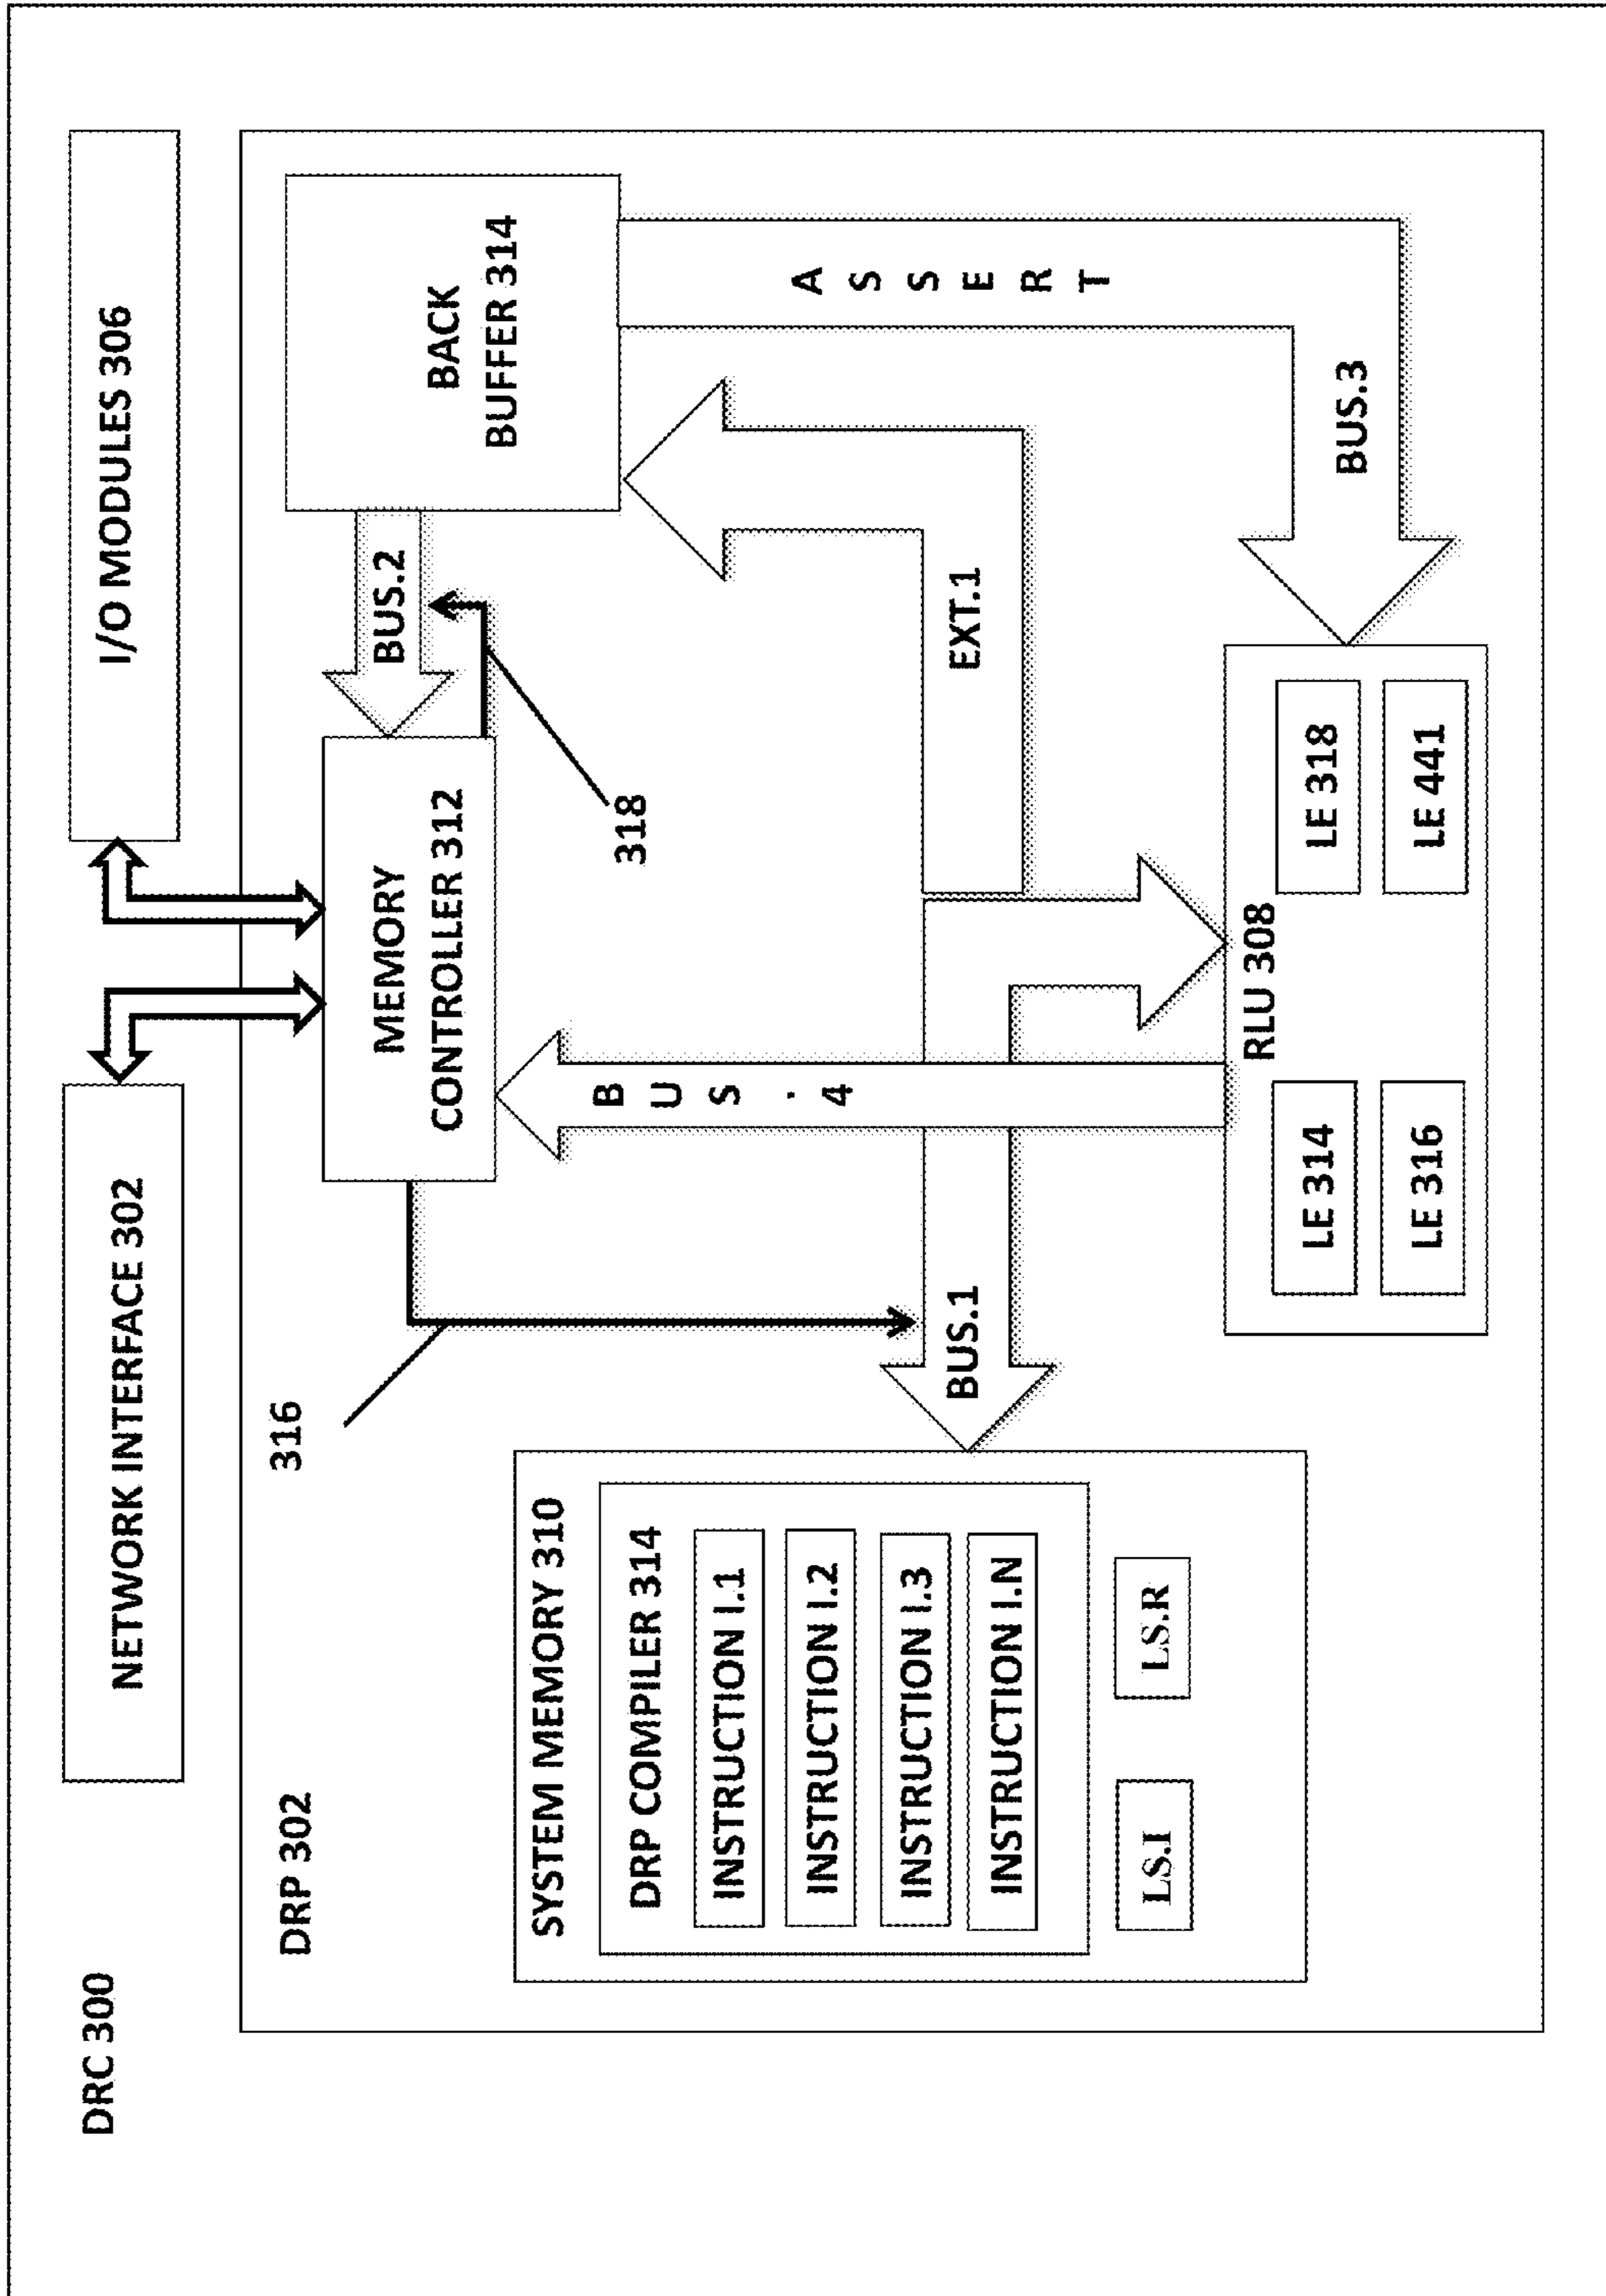 DRC 300
NETWORK INTERFACE 302
I/O MODULES 306
DRP 302
316
MEMORY
CONTROLLER 312
BUS.2
BACK
BUFFER 314
318
SYSTEM MEMORY 310
DRP COMPILER 314
INSTRUCTION I.1
INSTRUCTION I.2
INSTRUCTION I.3
INSTRUCTION I.N
LS.I
LS.R
BUS.1
BUS.4
EXT.1
ASSERT
BUS.3
RLU 308
LE 314
LE 318
LE 316
LE 441